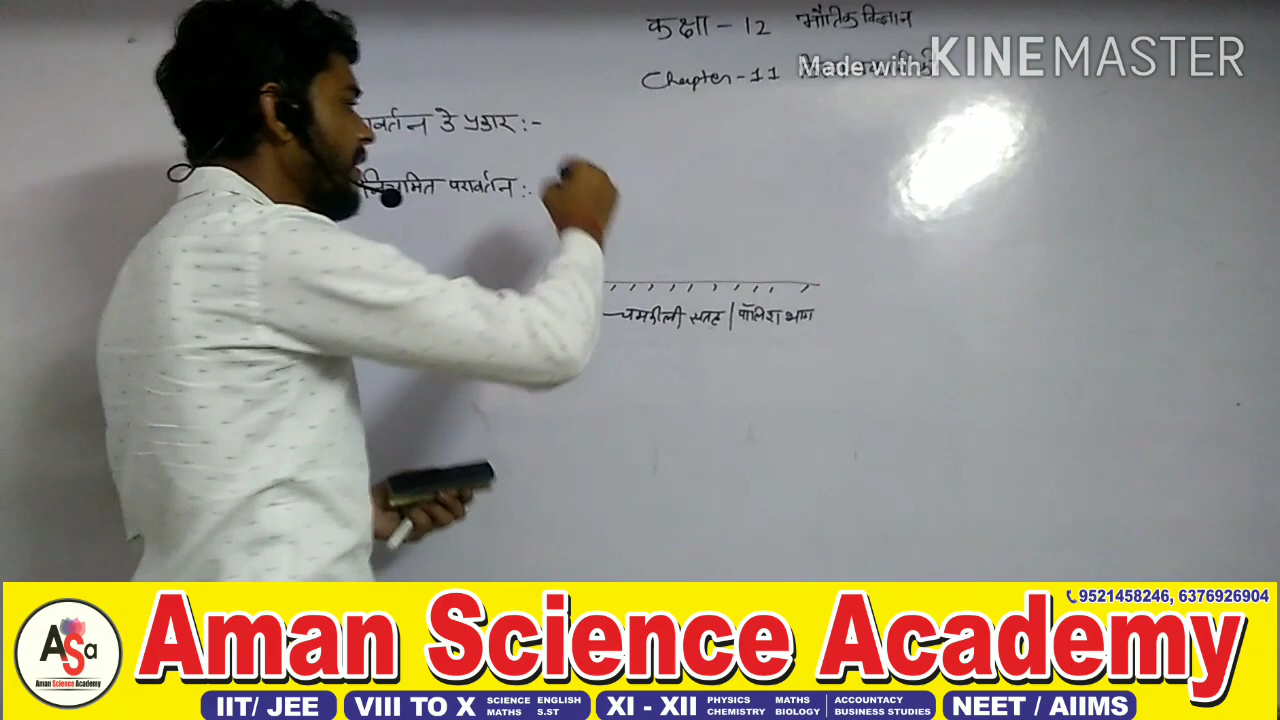 कक्षा - 12 भौतिक विज्ञान
Chapter - 11
Made with KINEMASTER
वर्तन के प्रकार :-
नियमित परावर्तन :-
चमकीली सतह | पॉलिश भाग
9521458246, 6376926904
ASa
Aman Science Academy
Aman Science Academy
IIT/ JEE
VIII TO X SCIENCE ENGLISH MATHS S.ST
XI - XII PHYSICS MATHS ACCOUNTACY CHEMISTRY BIOLOGY BUSINESS STUDIES
NEET / AIIMS